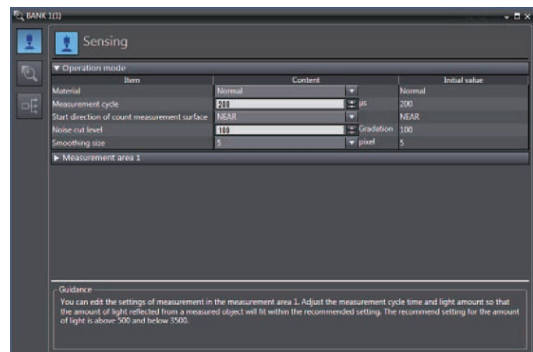 BANK 1(1)
Sensing
▼ Operation mode
Item Content Initial value
Material Normal Normal
Measurement cycle 200 us 200
Start direction of count measurement surface NEAR NEAR
Noise cut level 100 Gradation 100
Smoothing size 5 pixel 5
▶ Measurement area 1
Guidance
You can edit the settings of measurement in the measurement area 1. Adjust the measurement cycle time and light amount so that
the amount of light reflected from a measured object will fit within the recommended setting. The recommend setting for the amount
of light is above 500 and below 3500.